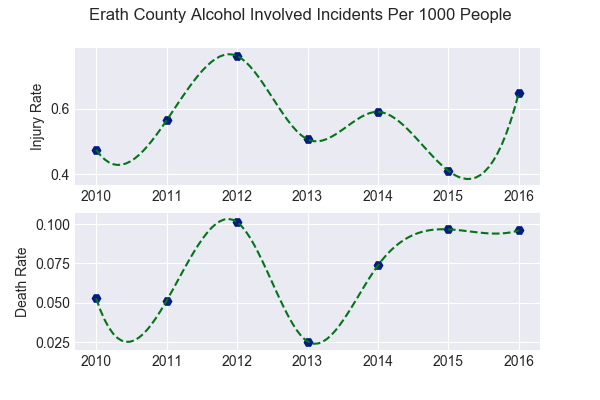 Erath County Alcohol Involved Incidents Per 1000 People
Injury Rate
0.6
0.4
2010 2011 2012 2013 2014 2015 2016
Death Rate
0.100
0.075
0.050
0.025
2010 2011 2012 2013 2014 2015 2016